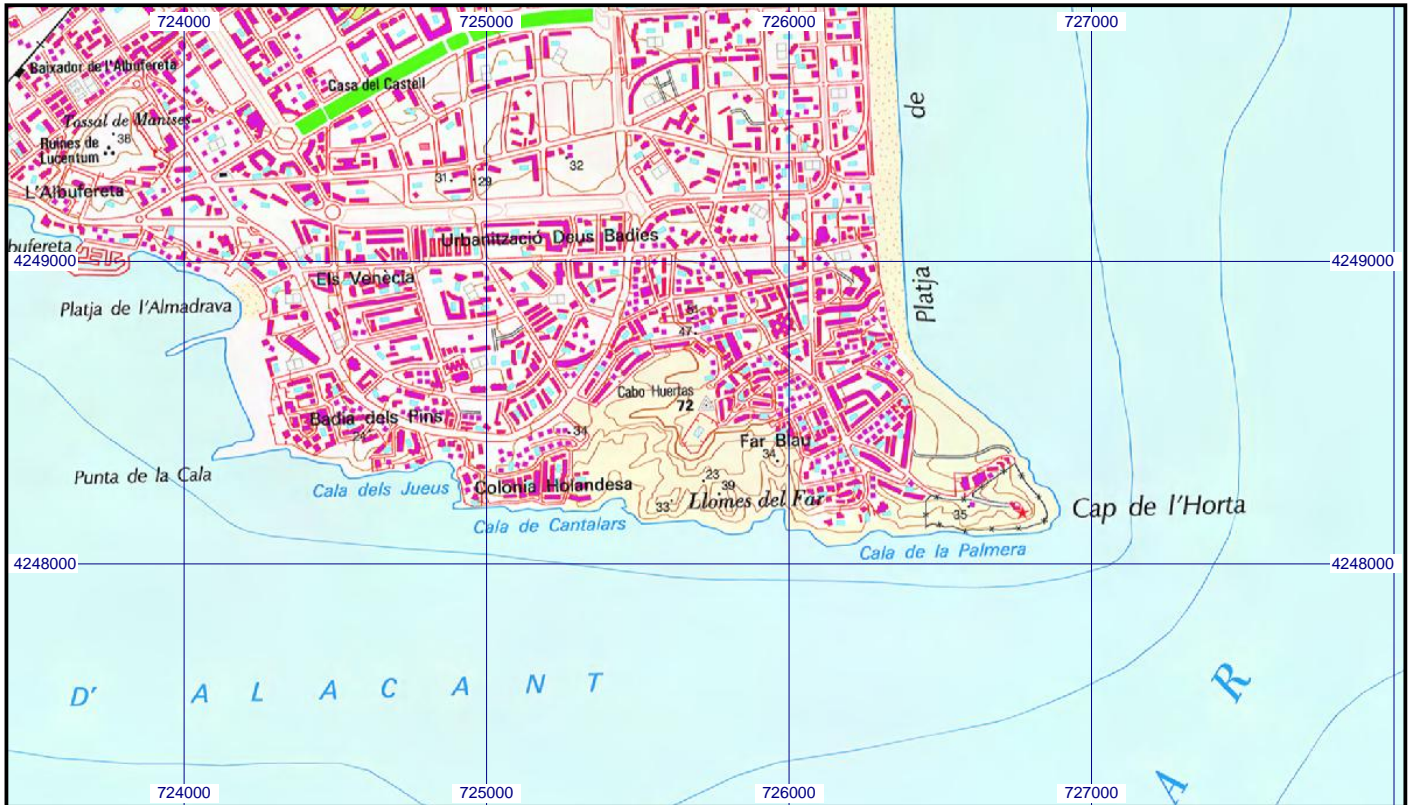 724000
725000
726000
727000
Baixador de l'Albufereta
Casa del Castell
de
Tossal de Manises
38
Ruines de
Lucentum
32
31
29
L'Albufereta
bufereta
Urbanització Deus Badies
4249000
4249000
Els Venècia
Platja de l'Almadrava
Platja
47
Cabo Huertas
72
Badia dels Pins
24
34
Far Blau
34
Punta de la Cala
23
Cala dels Jueus
Colonia Holandesa
39
33
Llomes del Far
35
Cap de l'Horta
Cala de Cantalars
Cala de la Palmera
4248000
4248000
D' A L A C A N T
R
A
724000
725000
726000
727000